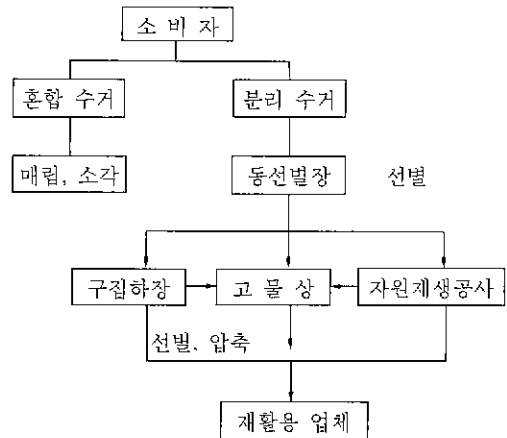 소 비 자
혼합 수거
분리 수거
매립, 소각
동선별장
선별
구집하장
고 물 상
자원재생공사
선별, 압축
재활용 업체